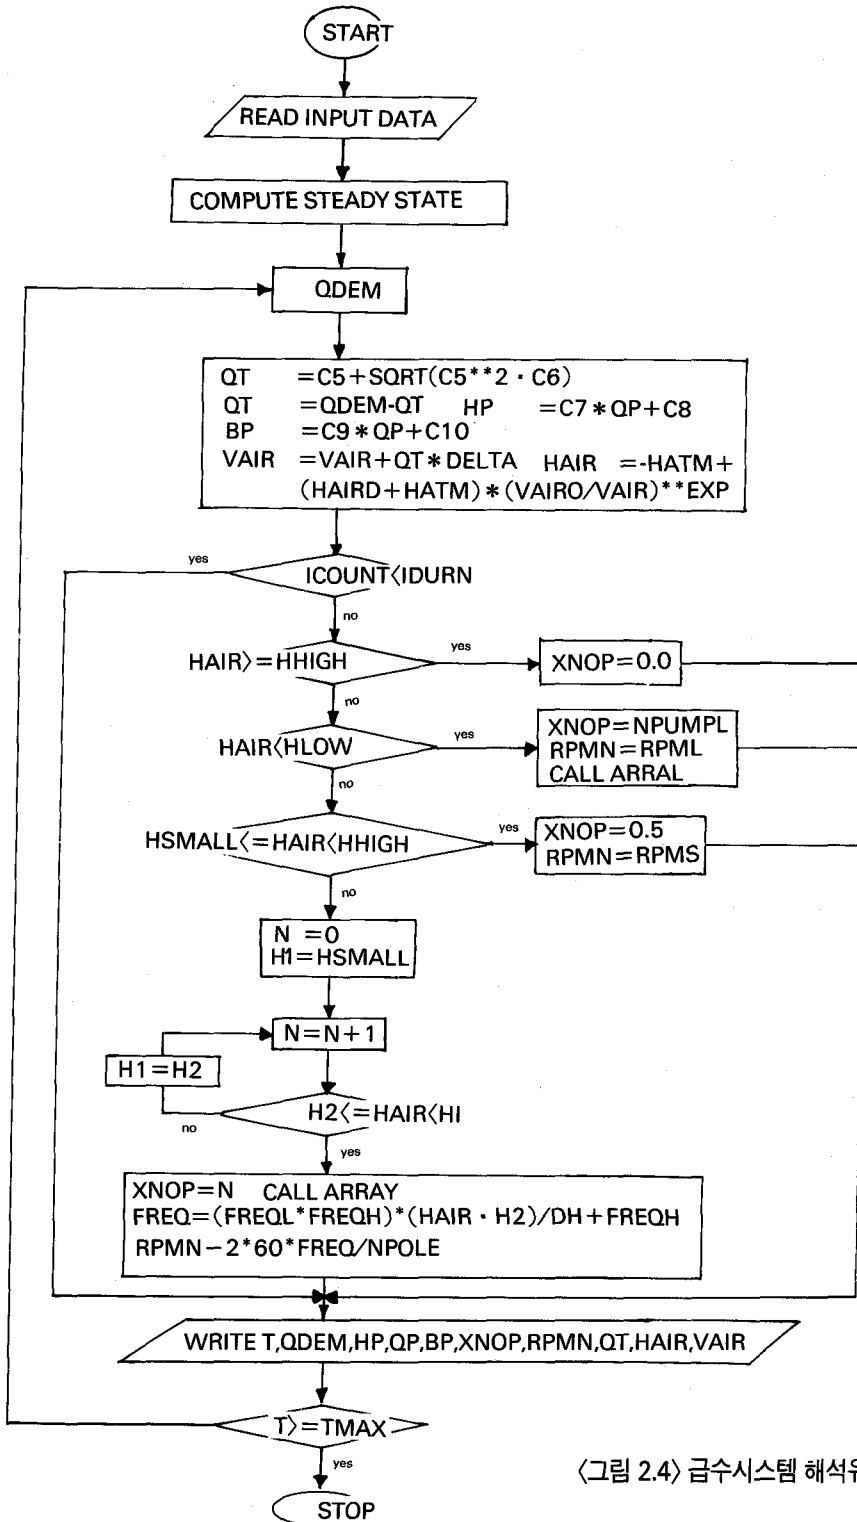 START
READ INPUT DATA
COMPUTE STEADY STATE
QDEM
QT =C5+SQRT(C5**2·C6)
QT =QDEM-QT HP =C7*QP+C8
BP =C9*QP+C10
VAIR =VAIR+QT*DELTA HAIR =-HATM+
(HAIRD+HATM)*(VAIRO/VAIR)**EXP
yes
ICOUNT<IDURN
no
HAIR>=HHIGH
yes
XNOP=0.0
no
HAIR<HLOW
yes
XNOP=NPUMPL
RPMN=RPML
CALL ARRAL
no
HSMALL<=HAIR<HHIGH
yes
XNOP=0.5
RPMN=RPMS
no
N =0
H1=HSMALL
N=N+1
H1=H2
H2<=HAIR<HI
no
yes
XNOP=N CALL ARRAY
FREQ=(FREQL*FREQH)*(HAIR·H2)/DH+FREQH
RPMN-2*60*FREQ/NPOLE
WRITE T,QDEM,HP,QP,BP,XNOP,RPMN,QT,HAIR,VAIR
T>=TMAX
yes
〈그림 2.4〉 급수시스템 해석
STOP